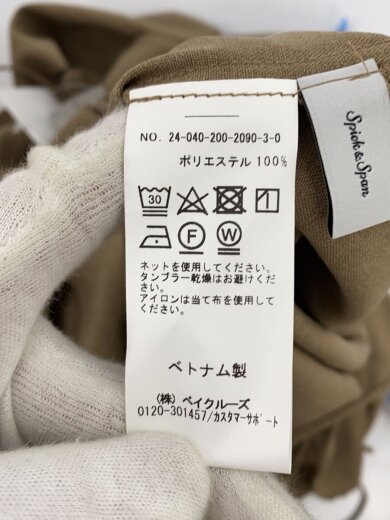 NO. 24-040-200-2090-3-0
ポリエステル 100%
30
F W
ネットを使用してください。
タンブラー乾燥はお避けくださ
い。
アイロンは当て布を使用してく
ださい。
ベトナム製
(株) ベイクルーズ
0120-301457/カスタマーサポート
Spick&Span